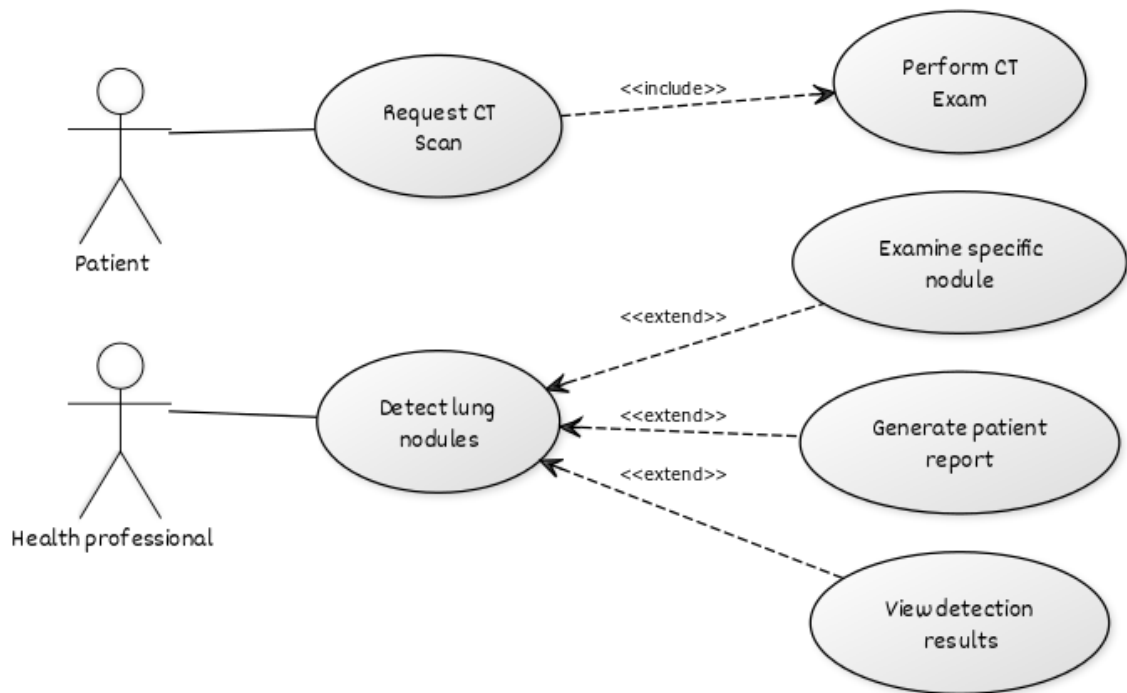 Request CT
Scan
<<include>>
Perform CT
Exam
Patient
Examine specific
nodule
<<extend>>
Detect lung
nodules
<<extend>>
Generate patient
report
<<extend>>
Health professional
View detection
results